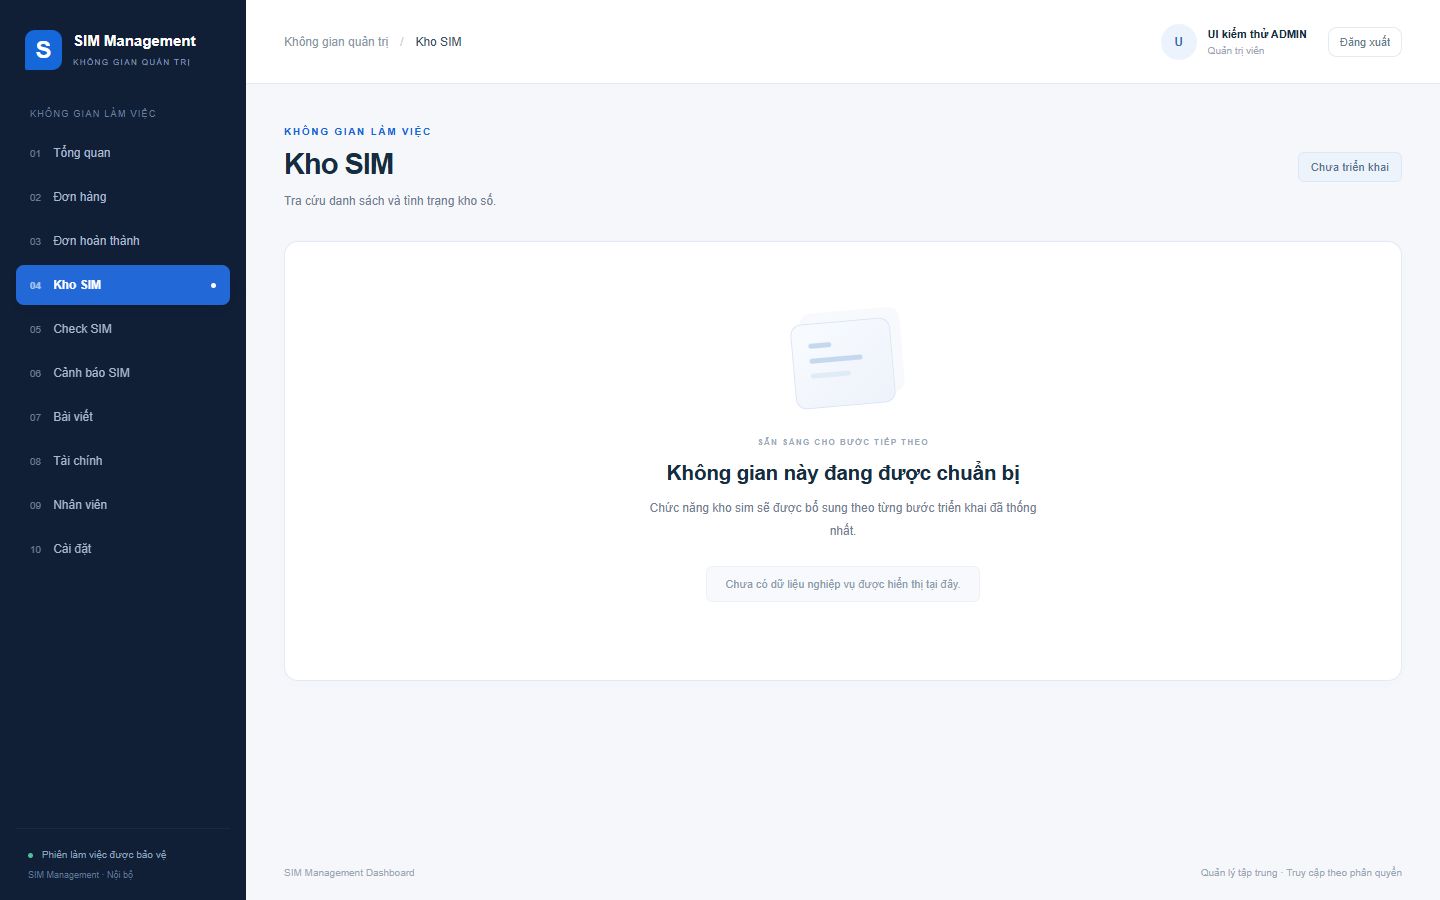 S
SIM Management
KHÔNG GIAN QUẢN TRỊ
KHÔNG GIAN LÀM VIỆC
01 Tổng quan
02 Đơn hàng
03 Đơn hoàn thành
04 Kho SIM
05 Check SIM
06 Cảnh báo SIM
07 Bài viết
08 Tài chính
09 Nhân viên
10 Cài đặt
Phiên làm việc được bảo vệ
SIM Management · Nội bộ
Không gian quản trị / Kho SIM
U
UI kiểm thử ADMIN
Quản trị viên
Đăng xuất
KHÔNG GIAN LÀM VIỆC
Kho SIM
Tra cứu danh sách và tình trạng kho số.
Chưa triển khai
SẴN SÀNG CHO BƯỚC TIẾP THEO
Không gian này đang được chuẩn bị
Chức năng kho sim sẽ được bổ sung theo từng bước triển khai đã thống
nhất.
Chưa có dữ liệu nghiệp vụ được hiển thị tại đây.
SIM Management Dashboard
Quản lý tập trung · Truy cập theo phân quyền